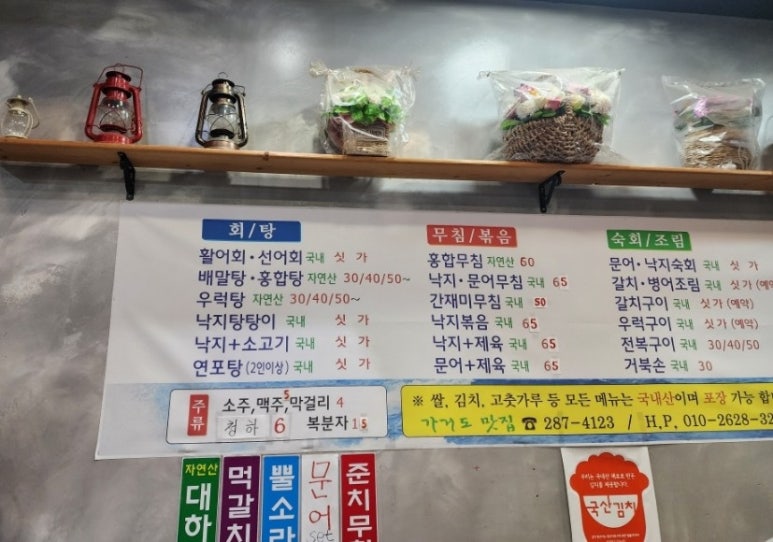 회/탕
활어회·선어회 국내 싯 가
배말탕·홍합탕 자연산 30/40/50~
우럭탕 자연산 30/40/50~
낙지탕탕이 국내 싯 가
낙지+소고기 국내 싯 가
연포탕(2인이상) 국내 싯 가
무침/볶음
홍합무침 자연산 60
낙지·문어무침 국내 65
간재미무침 국내 50
낙지볶음 국내 65
낙지+제육 국내 65
문어+제육 국내 65
숙회/조림
문어·낙지숙회 국내 싯 가
갈치·병어조림 국내 싯 가 (예약
갈치구이 국내 싯가 (예약)
우럭구이 국내 싯가 (예약)
전복구이 국내 30/40/50
거북손 국내 30
주류
소주,맥주,5 막걸리 4
청하 6 복분자 15
※ 쌀, 김치, 고춧가루 등 모든 메뉴는 국내산이며 포장 가능 합
가거도 맛집 ☎ 287-4123 / H.P. 010-2628-32
자연산
대하
먹갈치
뿔소라
문어
set
준치무
국산김치